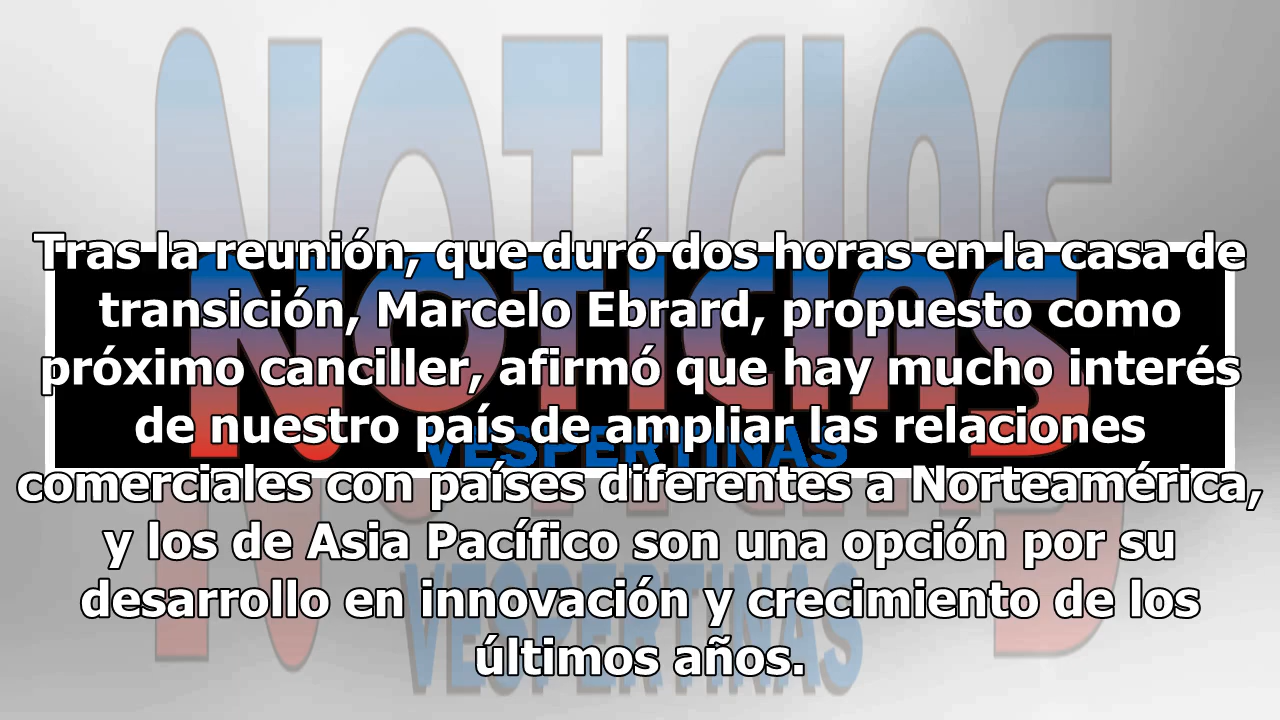 NOTICIAS
Tras la reunión, que duró dos horas en la casa de
transición, Marcelo Ebrard, propuesto como
próximo canciller, afirmó que hay mucho interés
de nuestro país de ampliar las relaciones
comerciales con países diferentes a Norteamérica,
y los de Asia Pacífico son una opción por su
desarrollo en innovación y crecimiento de los
últimos años.
NOTICIAS
VESPERTINAS
VESPERTINAS